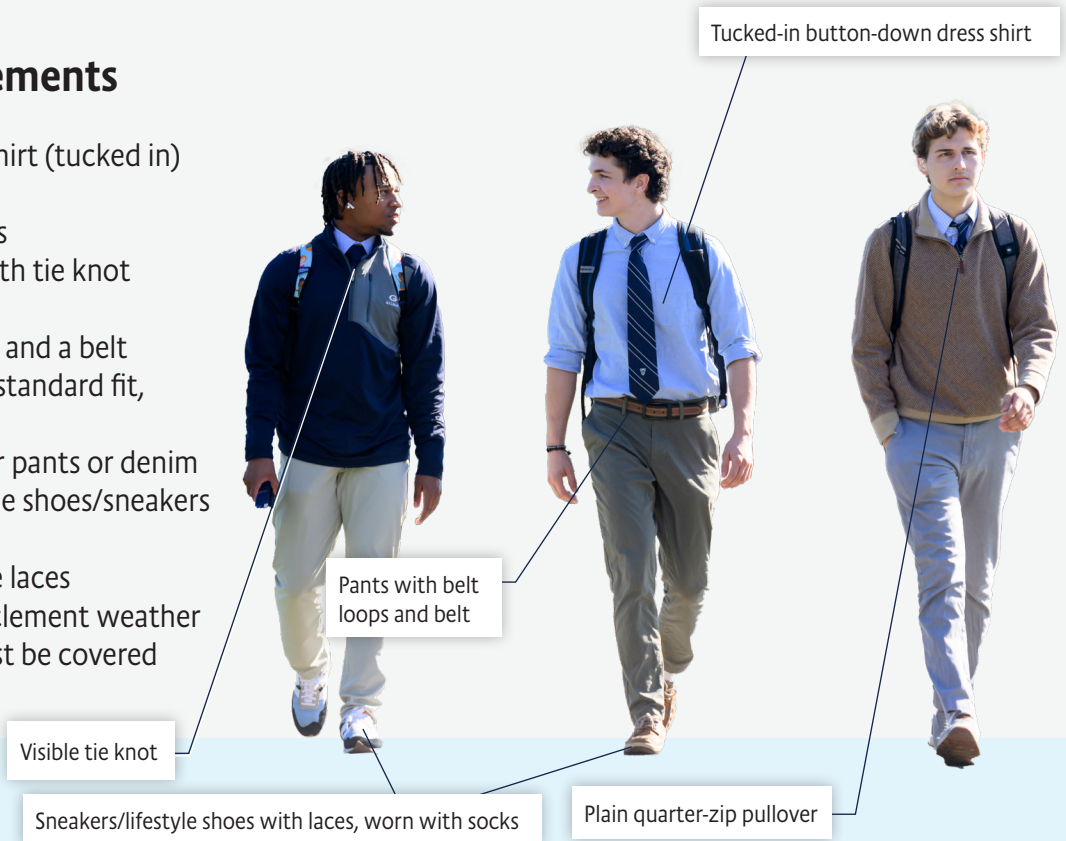 ements
hirt (tucked in)
s
th tie knot
and a belt
standard fit,
r pants or denim
e shoes/sneakers
e laces
tlement weather
st be covered
Tucked-in button-down dress shirt
Pants with belt
loops and belt
Visible tie knot
Sneakers/lifestyle shoes with laces, worn with socks
Plain quarter-zip pullover